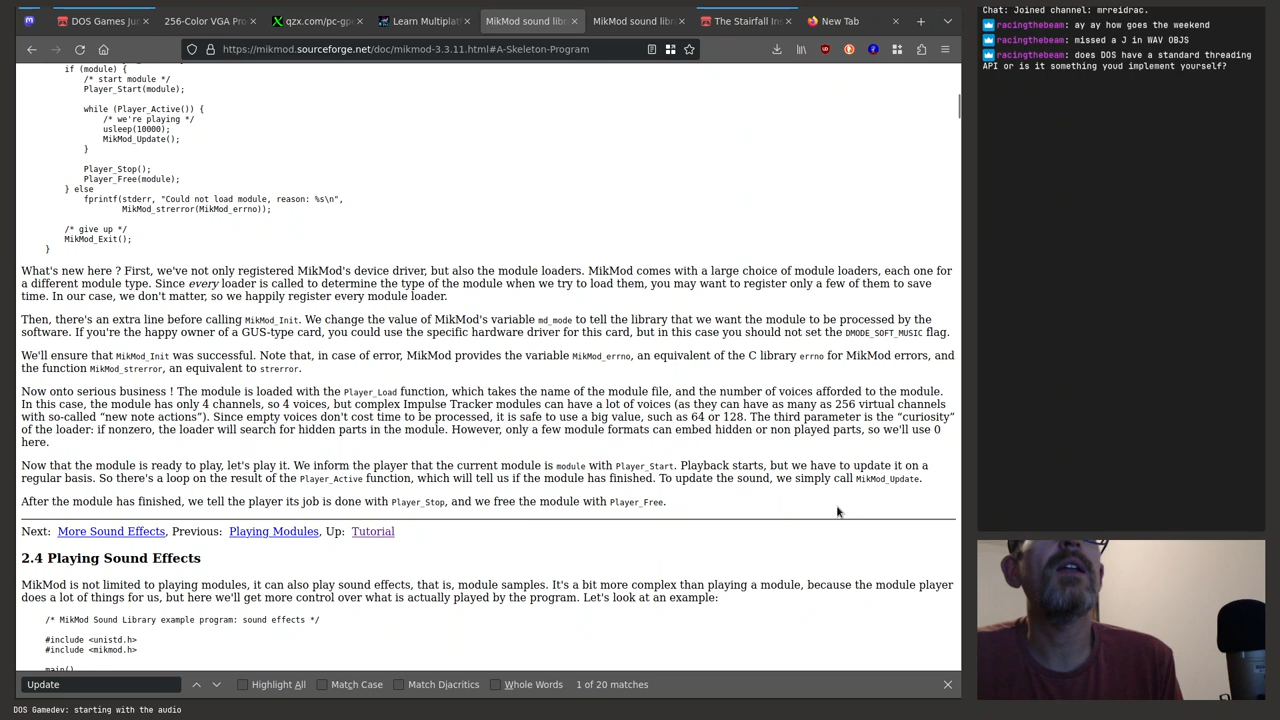 DOS Games Ju
256-Color VGA Pro
qzx.com/pc-gp
Learn Multiplat
MikMod sound libr
MikMod sound libr
The Stairfall Ins
New Tab
https://mikmod.sourceforge.net/doc/mikmod-3.3.11.html#A-Skeleton-Program
if (module) {
/* start module */
Player_Start(module);
while (Player_Active()) {
/* we're playing */
usleep(10000);
MikMod_Update();
}
Player_Stop();
Player_Free(module);
} else
fprintf(stderr, "Could not load module, reason: %s\n",
MikMod_strerror(MikMod_errno));
/* give up */
MikMod_Exit();
}
What's new here ? First, we've not only registered MikMod's device driver, but also the module loaders. MikMod comes with a large choice of module loaders, each one for
a different module type. Since every loader is called to determine the type of the module when we try to load them, you may want to register only a few of them to save
time. In our case, we don't matter, so we happily register every module loader.
Then, there's an extra line before calling MikMod_Init. We change the value of MikMod's variable md_mode to tell the library that we want the module to be processed by the
software. If you're the happy owner of a GUS-type card, you could use the specific hardware driver for this card, but in this case you should not set the DMODE_SOFT_MUSIC flag.
We'll ensure that MikMod_Init was successful. Note that, in case of error, MikMod provides the variable MikMod_errno, an equivalent of the C library errno for MikMod errors, and
the function MikMod_strerror, an equivalent to strerror.
Now onto serious business ! The module is loaded with the Player_Load function, which takes the name of the module file, and the number of voices afforded to the module.
In this case, the module has only 4 channels, so 4 voices, but complex Impulse Tracker modules can have a lot of voices (as they can have as many as 256 virtual channels
with so-called “new note actions”). Since empty voices don't cost time to be processed, it is safe to use a big value, such as 64 or 128. The third parameter is the “curiosity”
of the loader: if nonzero, the loader will search for hidden parts in the module. However, only a few module formats can embed hidden or non played parts, so we'll use 0
here.
Now that the module is ready to play, let's play it. We inform the player that the current module is module with Player_Start. Playback starts, but we have to update it on a
regular basis. So there's a loop on the result of the Player_Active function, which will tell us if the module has finished. To update the sound, we simply call MikMod_Update.
After the module has finished, we tell the player its job is done with Player_Stop, and we free the module with Player_Free.
Next: More Sound Effects, Previous: Playing Modules, Up: Tutorial
2.4 Playing Sound Effects
MikMod is not limited to playing modules, it can also play sound effects, that is, module samples. It's a bit more complex than playing a module, because the module player
does a lot of things for us, but here we'll get more control over what is actually played by the program. Let's look at an example:
/* MikMod Sound Library example program: sound effects */
#include <unistd.h>
#include <mikmod.h>
main()
Update
Highlight All
Match Case
Match Diacritics
Whole Words
1 of 20 matches
DOS Gamedev: starting with the audio
Chat: Joined channel: mrreidrac.
racingthebeam: ay ay how goes the weekend
racingthebeam: missed a J in WAV OBJS
racingthebeam: does DOS have a standard threading
API or is it something youd implement yourself?